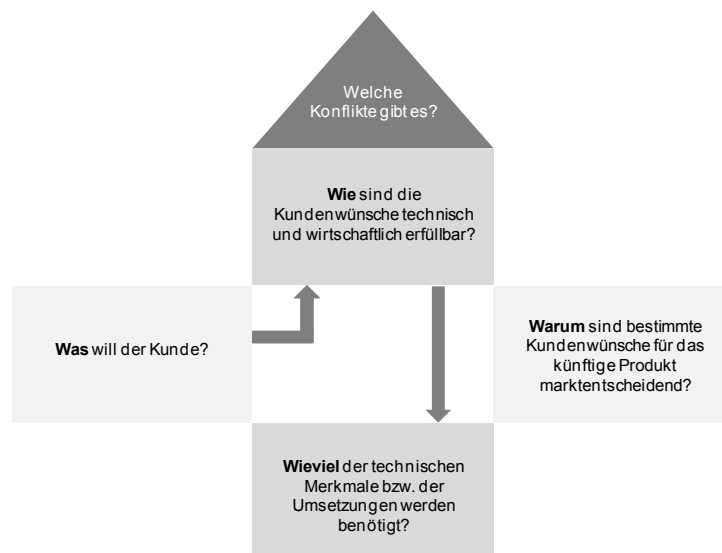 Welche
Konflikte gibt es?
Wie sind die
Kundenwünsche technisch
und wirtschaftlich erfüllbar?
Was will der Kunde?
Warum sind bestimmte
Kundenwünsche für das
künftige Produkt
marktentscheidend?
Wieviel der technischen
Merkmale bzw. der
Umsetzungen werden
benötigt?